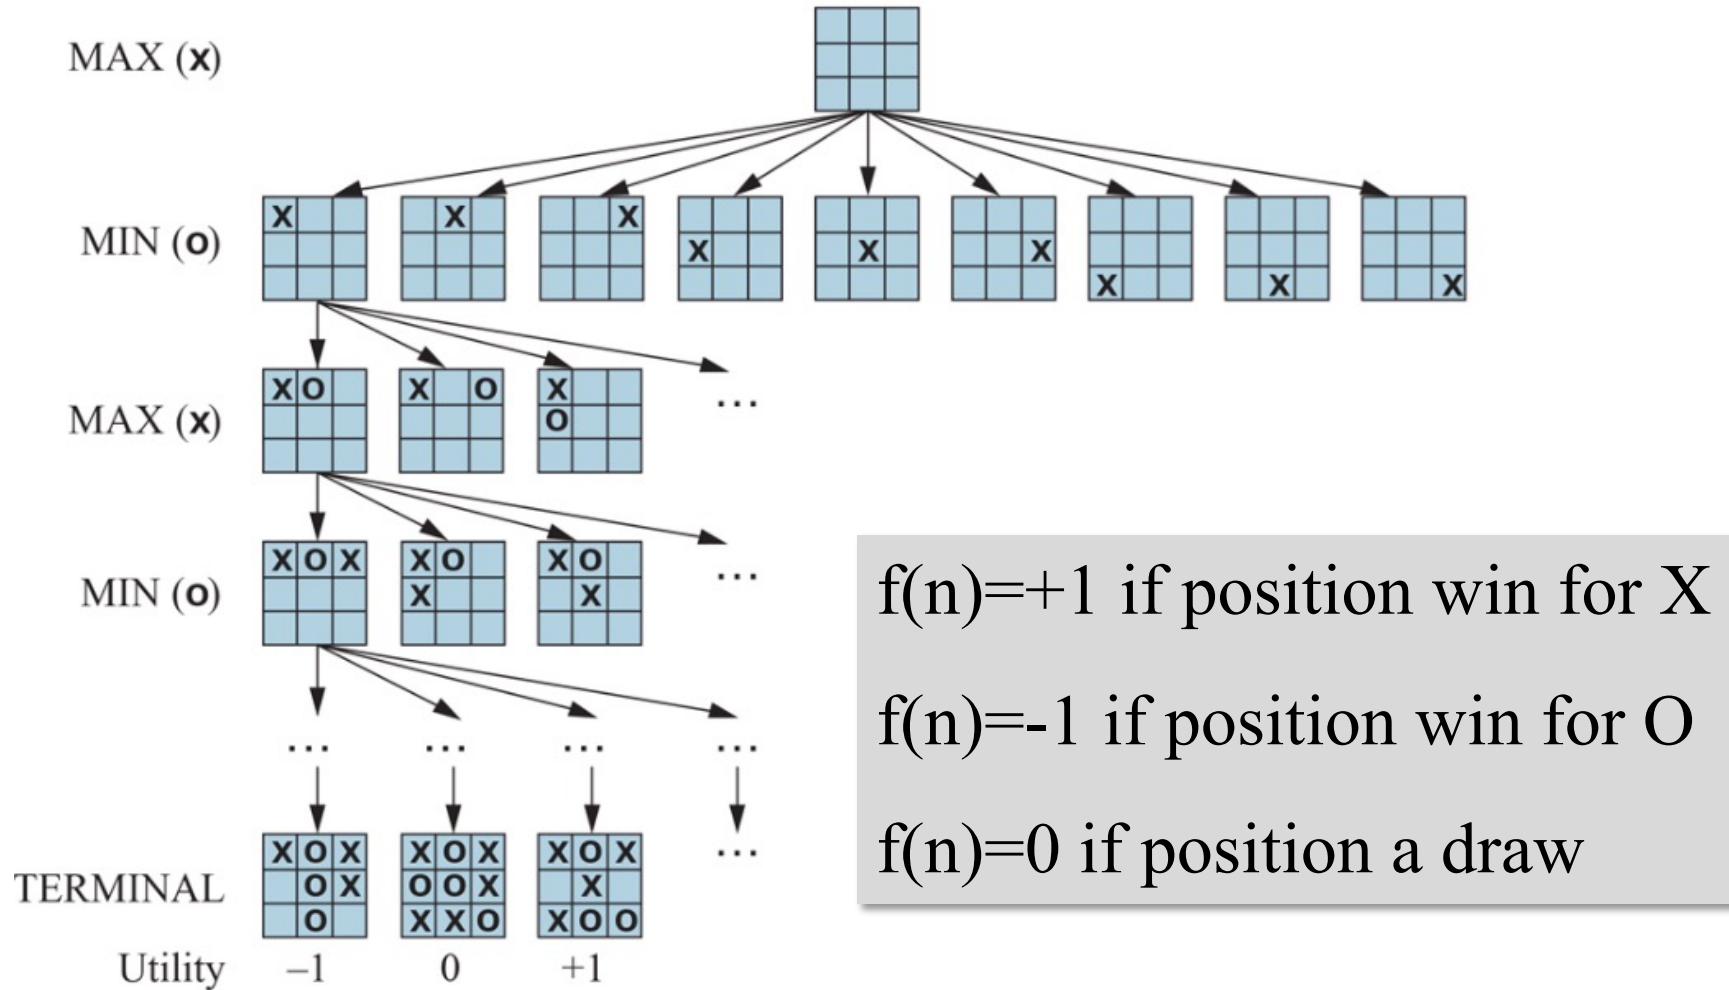 MAX (x)
X X X X X X X X X
MIN (o)
X O X O X
MAX (x) ...
O
X O X X O X O
MIN (o) ...
X X
f(n)=+1 if position win for X
f(n)=-1 if position win for O
... ... ... ...
f(n)=0 if position a draw
X O X X O X X O X ...
TERMINAL O X O O X X
O X X O X O O
Utility –1 0 +1